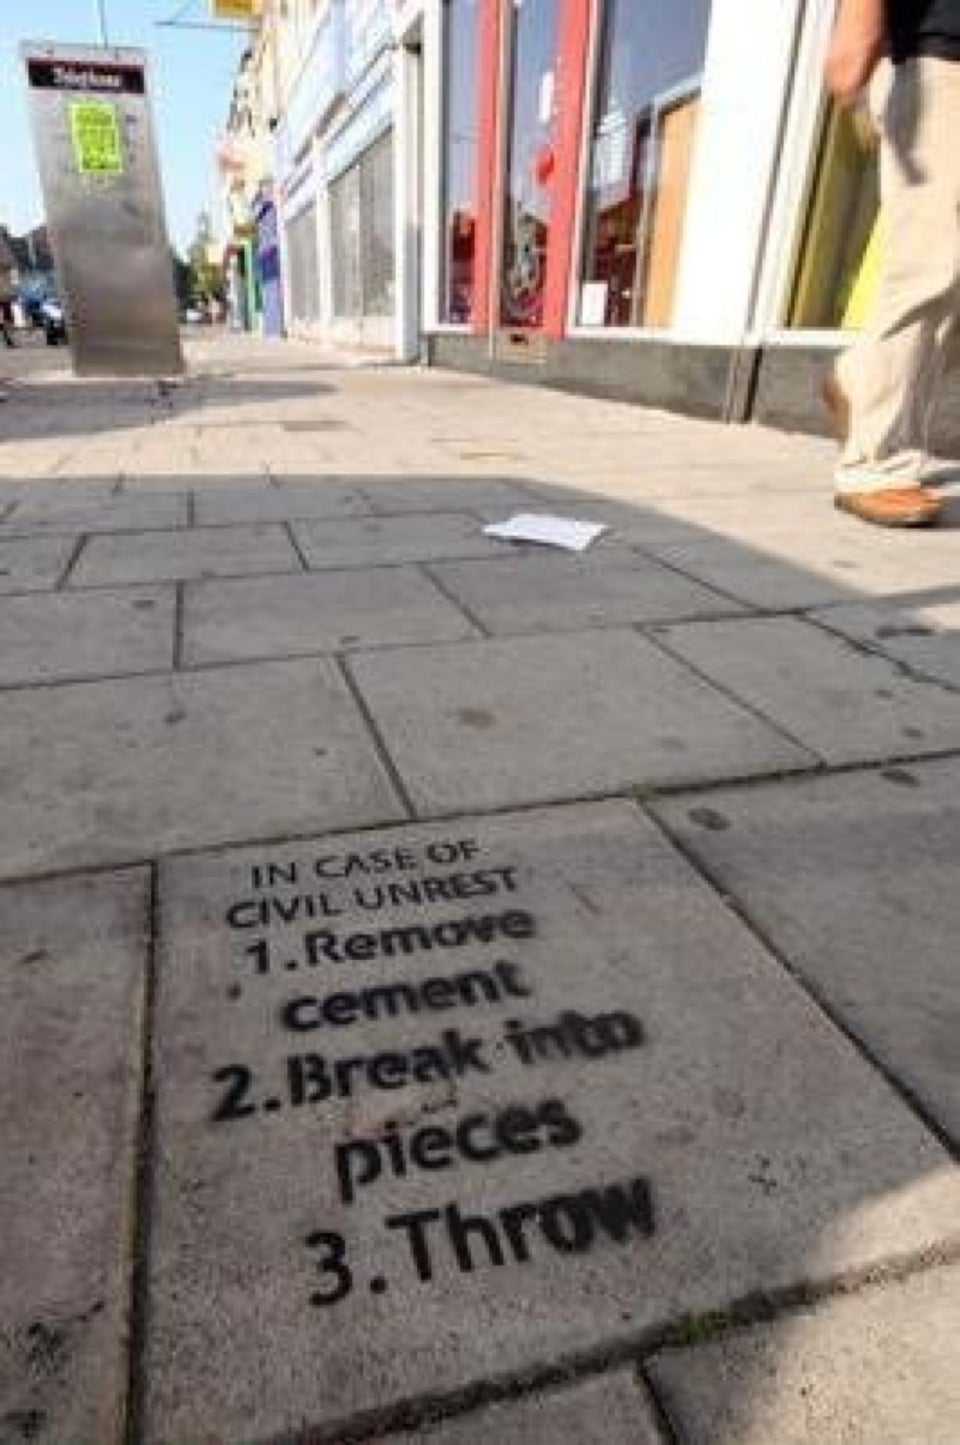 IN CASE OF
CIVIL UNREST
1. Remove
cement
2. Break into
pieces
3. Throw